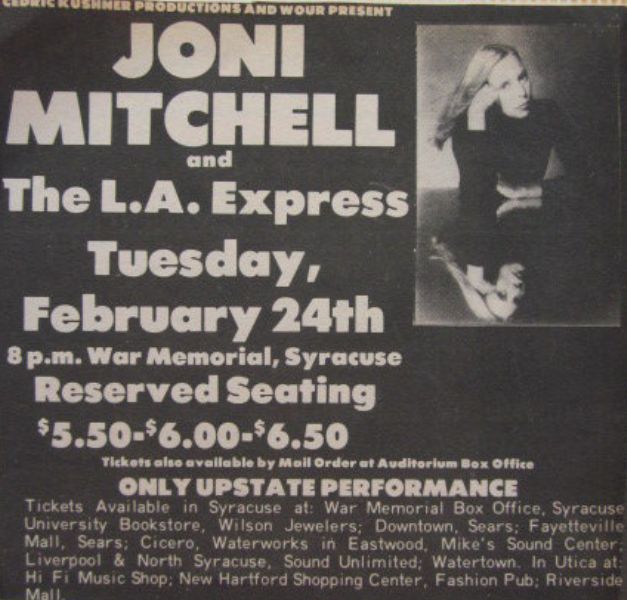 CEDRIC KUSHNER PRODUCTIONS AND WOUR PRESENT
JONI
MITCHELL
and
The L.A. Express
Tuesday,
February 24th
8 p.m. War Memorial, Syracuse
Reserved Seating
$5.50-$6.00-$6.50
Tickets also available by Mail Order at Auditorium Box Office
ONLY UPSTATE PERFORMANCE
Tickets Available in Syracuse at: War Memorial Box Office, Syracuse
University Bookstore, Wilson Jewelers; Downtown, Sears; Fayetteville
Mall, Sears; Cicero, Waterworks in Eastwood, Mike's Sound Center;
Liverpool & North Syracuse, Sound Unlimited; Watertown. In Utica at:
Hi Fi Music Shop; New Hartford Shopping Center, Fashion Pub; Riverside
Mall.